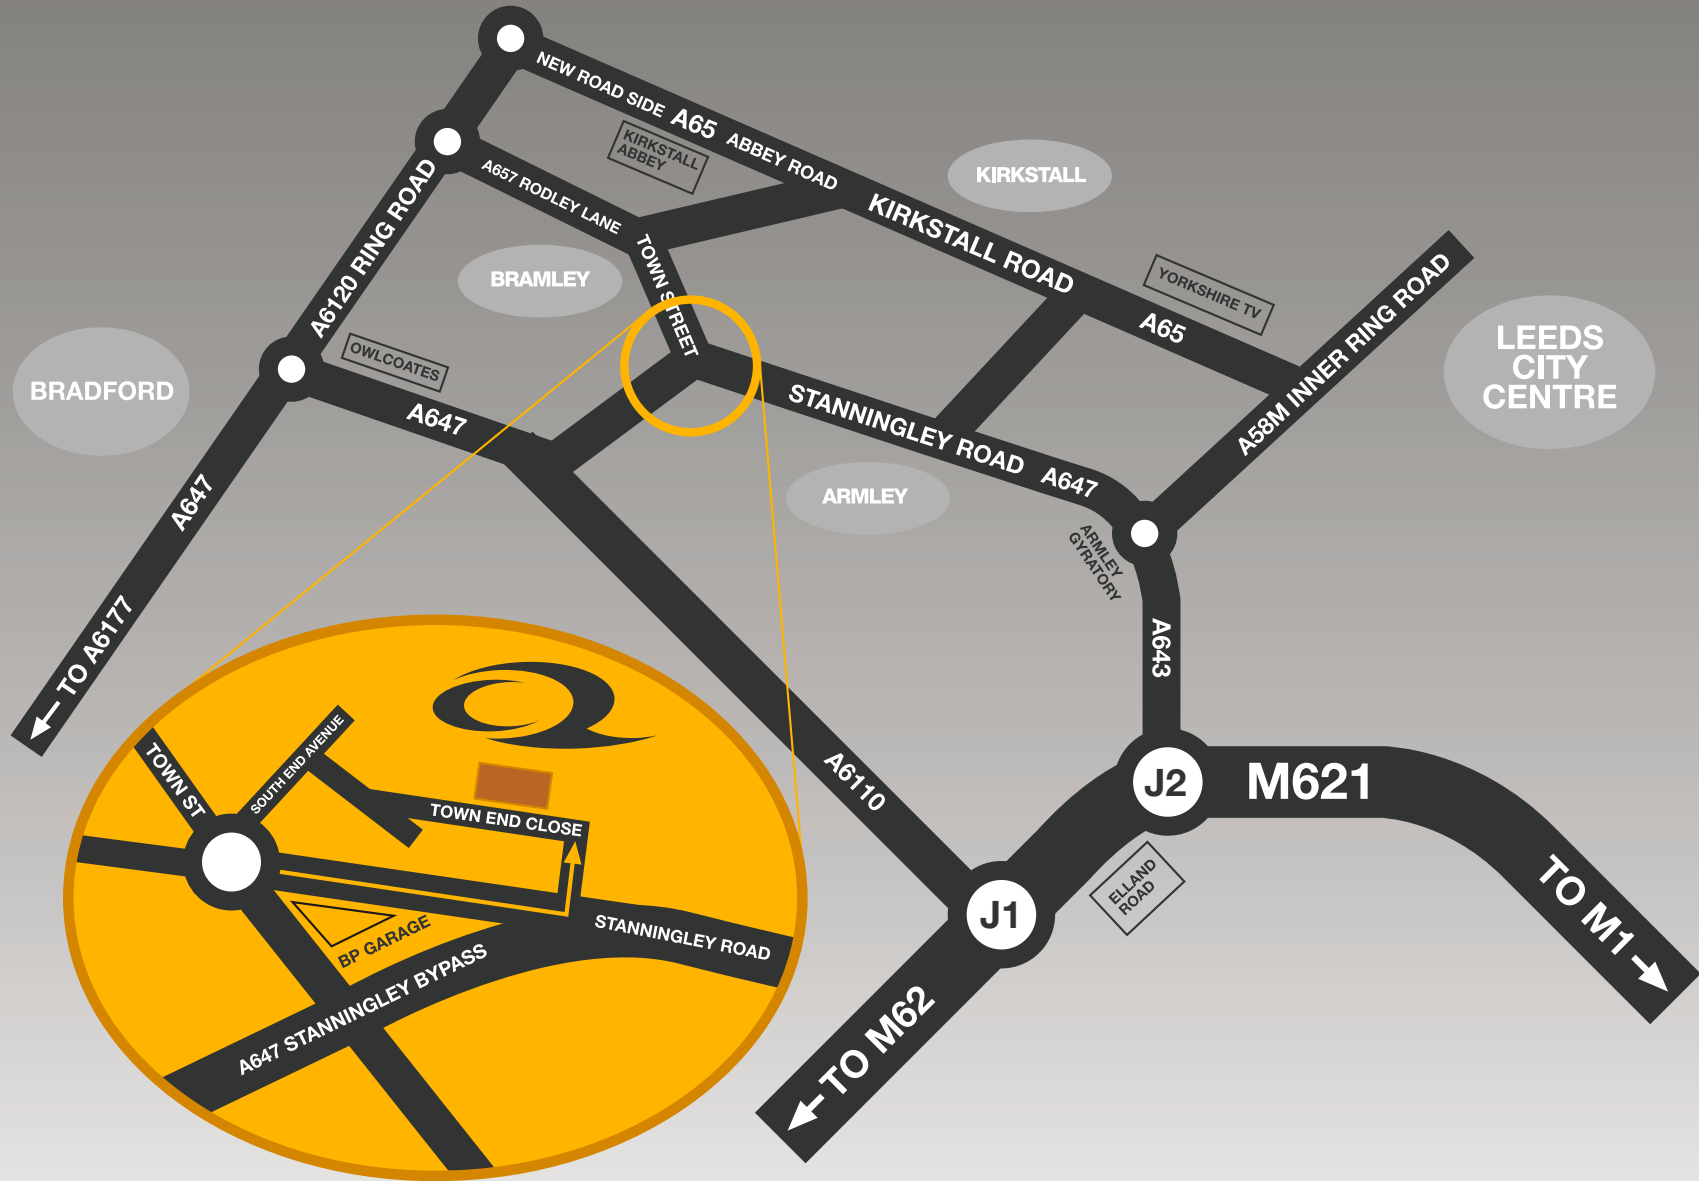 NEW ROAD SIDE A65 ABBEY ROAD
KIRKSTALL
ABBEY
A657 RODLEY LANE
KIRKSTALL
KIRKSTALL ROAD
A6120 RING ROAD
TOWN STREET
BRAMLEY
YORKSHIRE TV
A65
A58M INNER RING ROAD
LEEDS
CITY
CENTRE
BRADFORD
OWLCOATES
A647
STANNINGLEY ROAD A647
ARMLEY
A647
ARMLEY
GYRATORY
TO A6177
A643
A6110
J2
M621
J1
ELLAND
ROAD
TO M1
TO M62
TOWN ST
SOUTH END AVENUE
TOWN END CLOSE
BP GARAGE
STANNINGLEY ROAD
A647 STANNINGLEY BYPASS